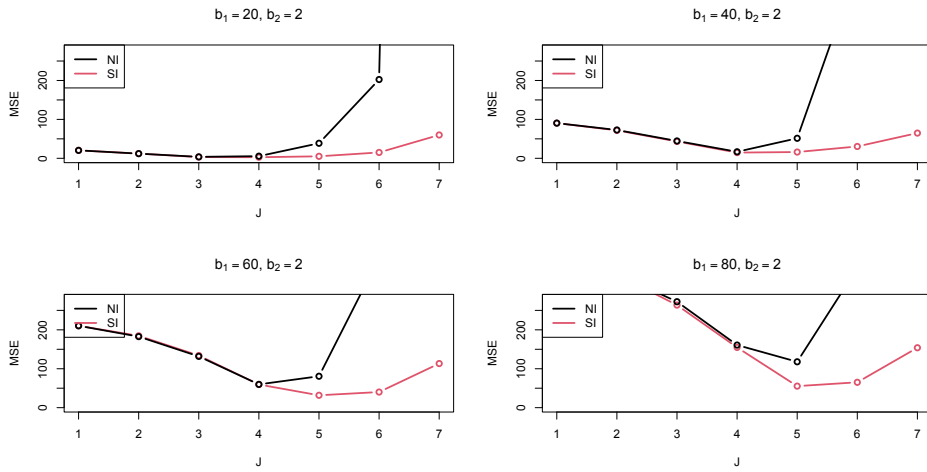 b₁ = 20, b₂ = 2
NI
SI
MSE
0 100 200
1 2 3 4 5 6 7
J
b₁ = 40, b₂ = 2
NI
SI
MSE
0 100 200
1 2 3 4 5 6 7
J
b₁ = 60, b₂ = 2
NI
SI
MSE
0 100 200
1 2 3 4 5 6 7
J
b₁ = 80, b₂ = 2
NI
SI
MSE
0 100 200
1 2 3 4 5 6 7
J